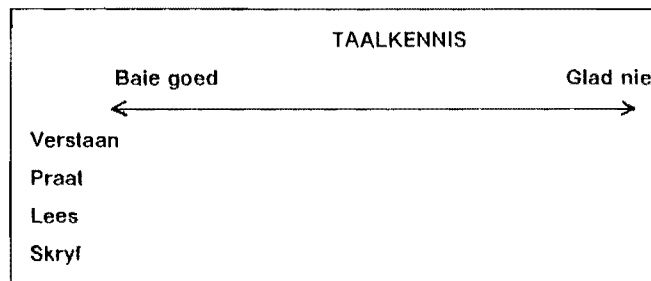 TAALKENNIS
Baie goed Glad nie
Verstaan
Praat
Lees
Skryf